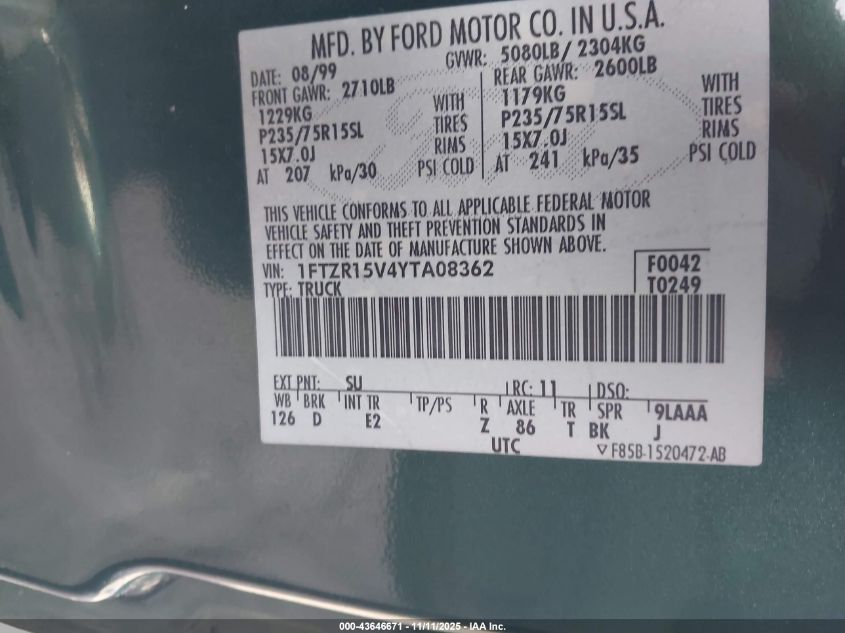 MFD. BY FORD MOTOR CO. IN U.S.A.
DATE: 08/99 GVWR: 5080LB/ 2304KG
FRONT GAWR: 2710LB REAR GAWR: 2600LB
1229KG WITH 1179KG WITH
P235/75R15SL TIRES P235/75R15SL TIRES
15X7.0J RIMS 15X7.0J RIMS
AT 207 kPa/30 PSI COLD AT 241 kPa/35 PSI COLD
THIS VEHICLE CONFORMS TO ALL APPLICABLE FEDERAL MOTOR
VEHICLE SAFETY AND THEFT PREVENTION STANDARDS IN
EFFECT ON THE DATE OF MANUFACTURE SHOWN ABOVE.
VIN: 1FTZR15V4YTA08362 F0042
TYPE: TRUCK T0249
EXT PNT: SU RC: 11 DSO:
WB BRK INT TR TP/PS R AXLE TR SPR 9LAAA
126 D E2 Z 86 T BK J
UTC ▽ F85B-1520472-AB
000-43646671 - 11/11/2025 - IAA Inc.